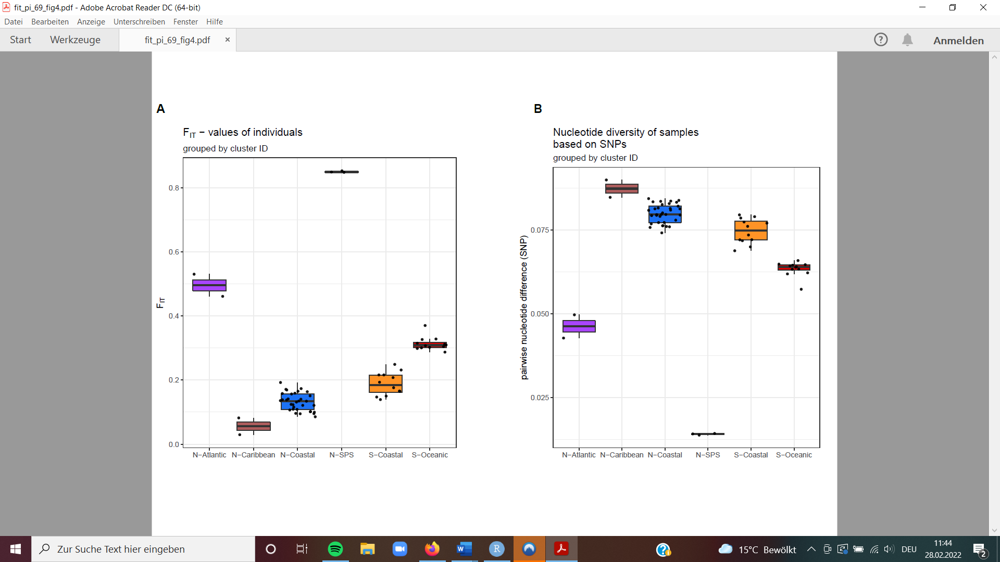 fit_pi_69_fig4.pdf - Adobe Acrobat Reader DC (64-bit)
Datei Bearbeiten Anzeige Unterschreiben Fenster Hilfe
Start Werkzeuge fit_pi_69_fig4.pdf × ? Anmelden
A
F_IT − values of individuals
grouped by cluster ID
F_IT
0.8
0.6
0.4
0.2
0.0
N−Atlantic N−Caribbean N−Coastal N−SPS S−Coastal S−Oceanic
B
Nucleotide diversity of samples
based on SNPs
grouped by cluster ID
pairwise nucleotide difference (SNP)
0.075
0.050
0.025
N−Atlantic N−Caribbean N−Coastal N−SPS S−Coastal S−Oceanic
Zur Suche Text hier eingeben
W
R
?
15°C Bewölkt
DEU
11:44
28.02.2022
2